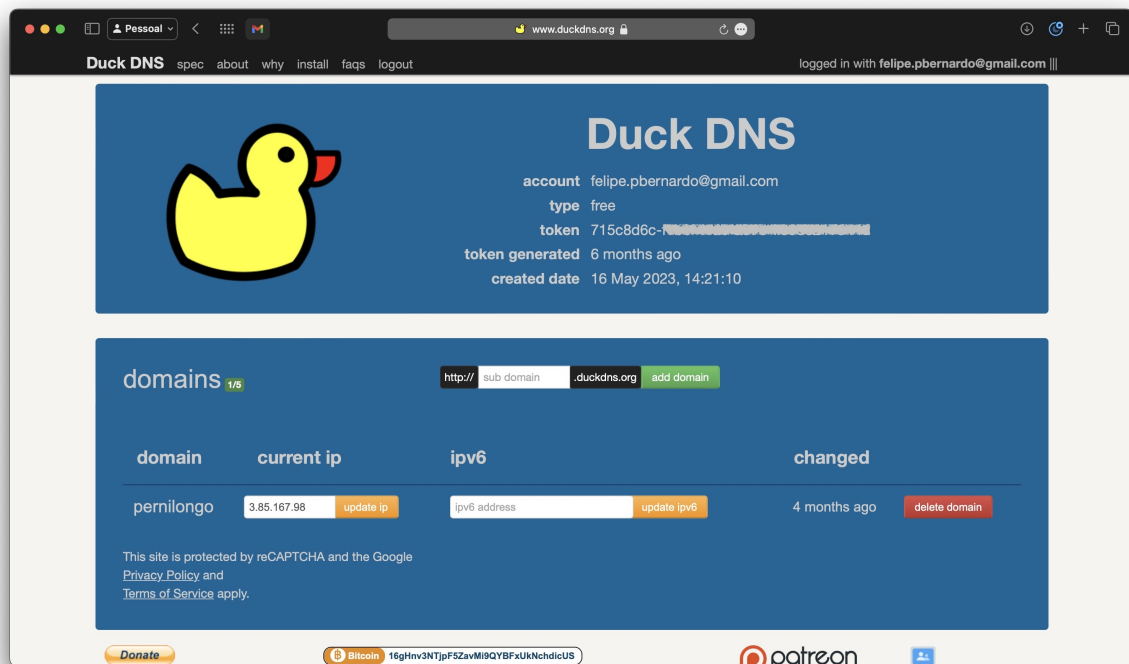 Pessoal
www.duckdns.org
Duck DNS spec about why install faqs logout
logged in with felipe.pbernardo@gmail.com |||
Duck DNS
account felipe.pbernardo@gmail.com
type free
token 715c8d6c-
token generated 6 months ago
created date 16 May 2023, 14:21:10
domains 1/5
http:// sub domain .duckdns.org add domain
domain current ip ipv6 changed
pernilongo 3.85.167.98 update ip ipv6 address update ipv6 4 months ago delete domain
This site is protected by reCAPTCHA and the Google
Privacy Policy and
Terms of Service apply.
Donate
Bitcoin 16gHnv3NTjpF5ZavMi9QYBFxUkNchdicUS
patreon